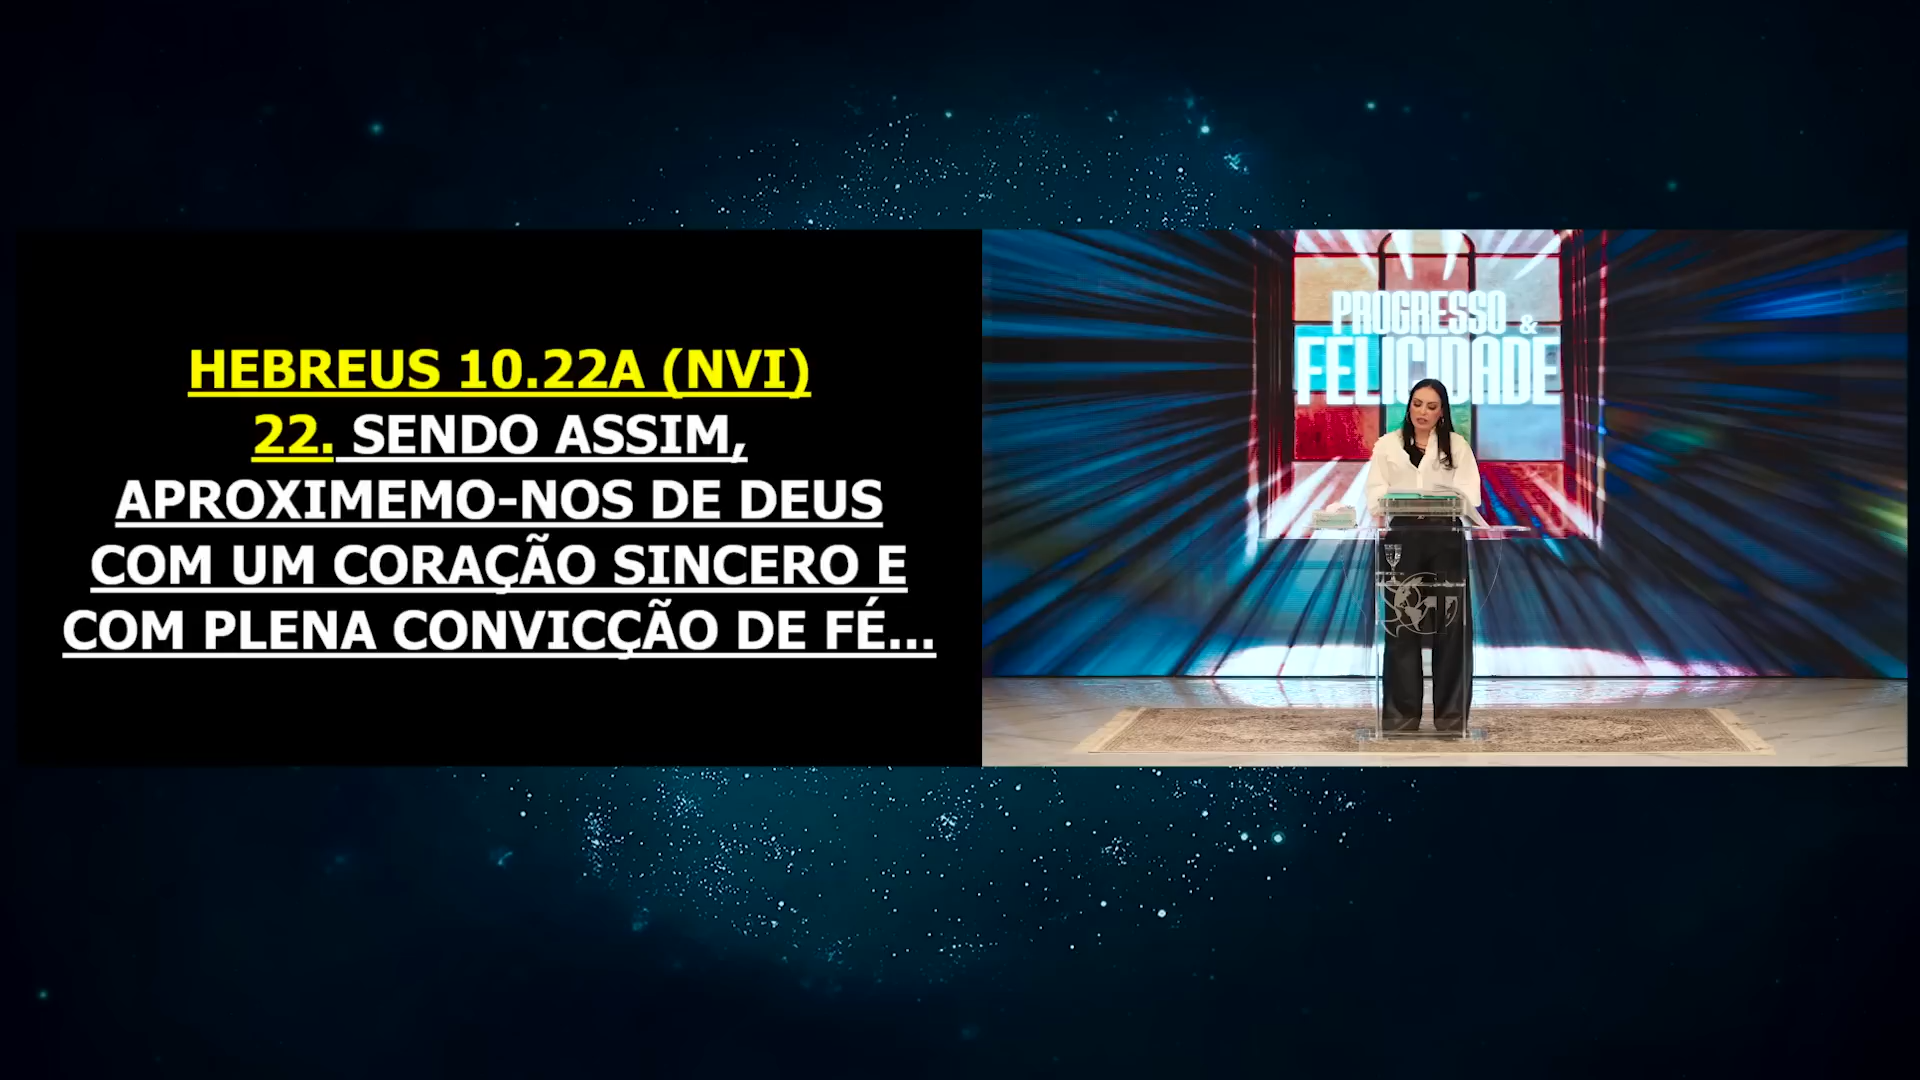 HEBREUS 10.22A (NVI)
22. SENDO ASSIM,
APROXIMEMO-NOS DE DEUS
COM UM CORAÇÃO SINCERO E
COM PLENA CONVICÇÃO DE FÉ...
PROGRESSO &
FELICIDADE